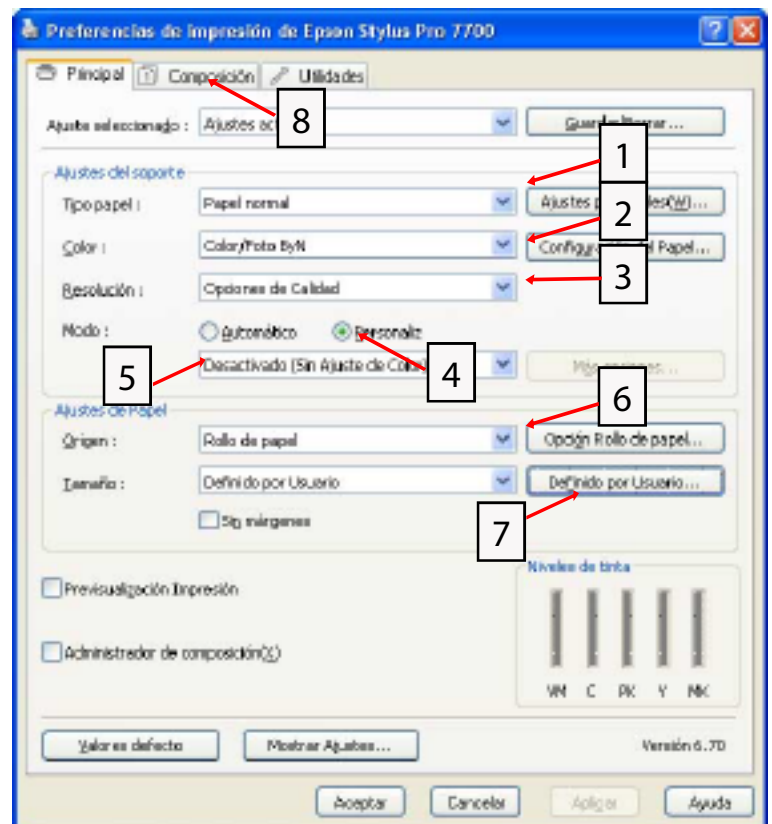 Preferencias de impresión de Epson Stylus Pro 7700
Principal Composición Utilidades
8
Ajuste seleccionado : Ajustes
1
Ajustes del soporte
Tipo papel : Papel normal Ajustes
2
Color : Color/Foto ByN Papel...
3
Resolución : Opciones de Calidad
Modo : Automático Personaliz
4
5
Desactivado (Sin Ajuste de Color)
6
Ajustes de Papel
Origen : Rollo de papel Opción Rollo de papel...
Tamaño : Definido por Usuario Definido por Usuario...
7
Sin márgenes
Niveles de tinta
Previsualización Impresión
Administrador de composición(X)
VM C PK Y MK
Valores defecto Mostrar Ajustes... Versión 6.70
Aceptar Cancelar Aplicar Ayuda